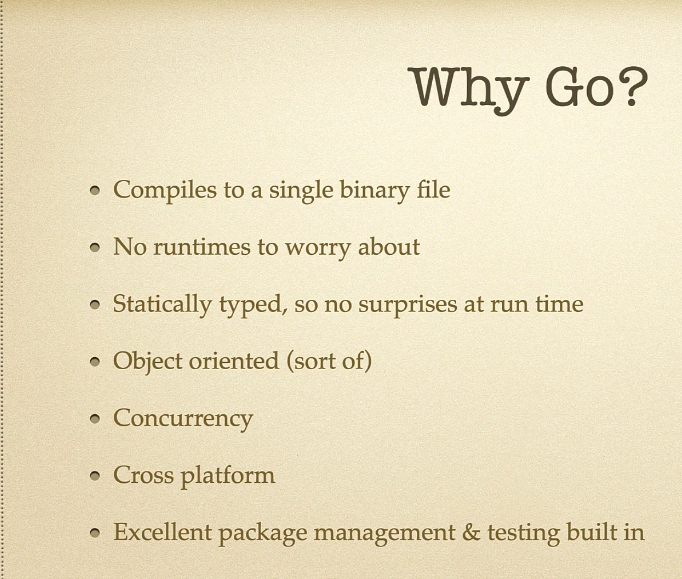 Why Go?
Compiles to a single binary file
No runtimes to worry about
Statically typed, so no surprises at run time
Object oriented (sort of)
Concurrency
Cross platform
Excellent package management & testing built in